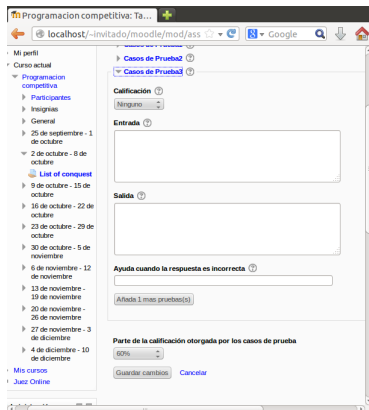 Programacion competitiva: Ta...
localhost/~invitado/moodle/mod/ass
Google
Mi perfil
Curso actual
Programacion
competitiva
Participantes
Insignias
General
25 de septiembre - 1
de octubre
2 de octubre - 8 de
octubre
List of conquest
9 de octubre - 15 de
octubre
16 de octubre - 22 de
octubre
23 de octubre - 29 de
octubre
30 de octubre - 5 de
noviembre
6 de noviembre - 12
de noviembre
13 de noviembre -
19 de noviembre
20 de noviembre -
26 de noviembre
27 de noviembre - 3
de diciembre
4 de diciembre - 10
de diciembre
Mis cursos
Juez Online
Casos de Prueba2
Casos de Prueba3
Calificación
Ninguno
Entrada
Salida
Ayuda cuando la respuesta es incorrecta
Añada 1 mas pruebas(s)
Parte de la calificación otorgada por los casos de prueba
60%
Guardar cambios Cancelar